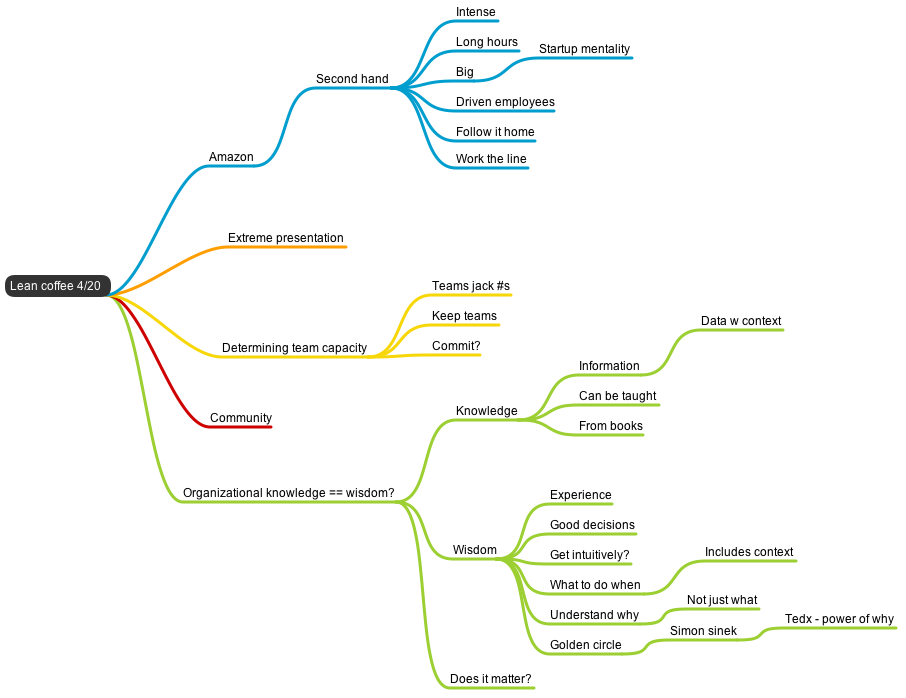 Lean coffee 4/20
Amazon
Second hand
Intense
Long hours
Big
Startup mentality
Driven employees
Follow it home
Work the line
Extreme presentation
Determining team capacity
Teams jack #s
Keep teams
Commit?
Community
Organizational knowledge == wisdom?
Knowledge
Information
Data w context
Can be taught
From books
Wisdom
Experience
Good decisions
Get intuitively?
What to do when
Includes context
Understand why
Not just what
Golden circle
Simon sinek
Tedx - power of why
Does it matter?